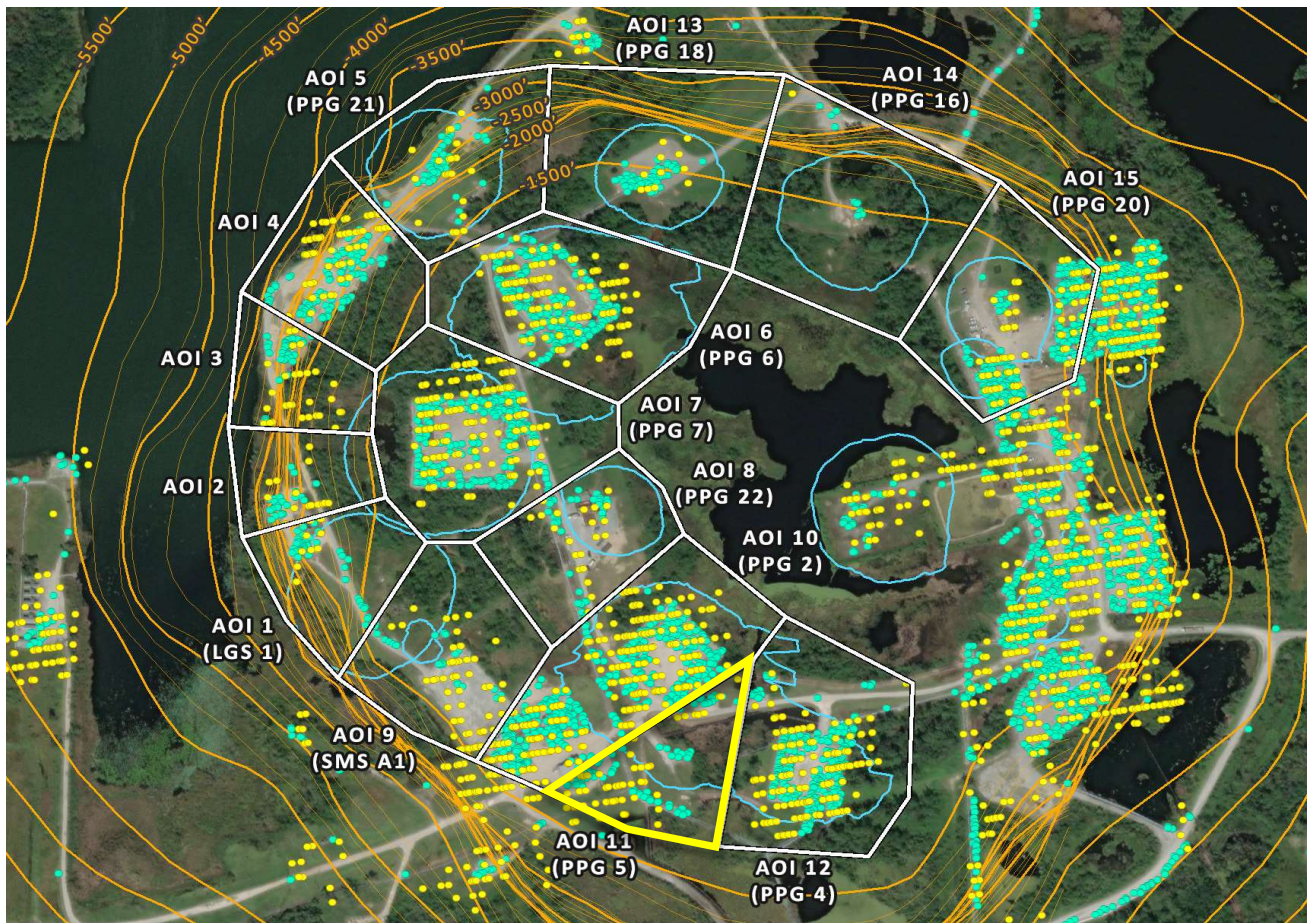 -5500'
-5000'
-4500'
-4000'
-3500'
-3000'
-2500'
-2000'
-1500'
AOI 13
(PPG 18)
AOI 5
(PPG 21)
AOI 14
(PPG 16)
AOI 15
(PPG 20)
AOI 4
AOI 3
AOI 6
(PPG 6)
AOI 7
(PPG 7)
AOI 2
AOI 8
(PPG 22)
AOI 10
(PPG 2)
AOI 1
(LGS 1)
AOI 9
(SMS A1)
AOI 11
(PPG 5)
AOI 12
(PPG 4)